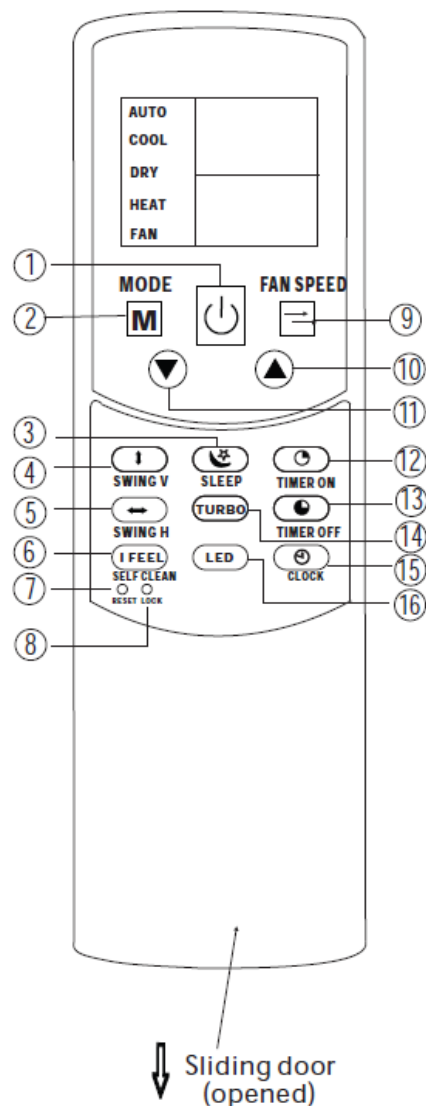 AUTO
COOL
DRY
HEAT
FAN
①
MODE
FAN SPEED
②
M
⑨
⑩
⑪
③
④
SWING V
SLEEP
TIMER ON
⑫
⑤
SWING H
TURBO
TIMER OFF
⑬
⑭
⑥
I FEEL
LED
SELF CLEAN
CLOCK
⑮
⑦
RESET LOCK
⑯
⑧
Sliding door
(opened)